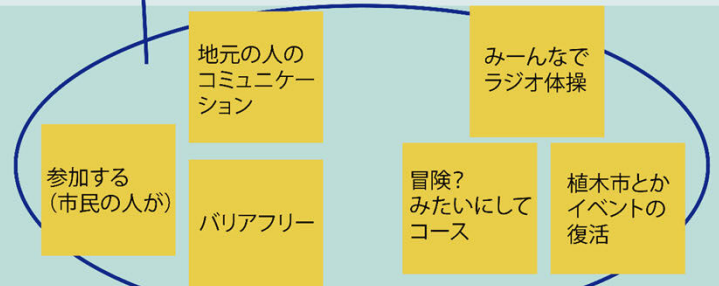 地元の人の
コミュニケー
ション
みーんなで
ラジオ体操
参加する
（市民の人が）
バリアフリー
冒険？
みたいにして
コース
植木市とか
イベントの
復活